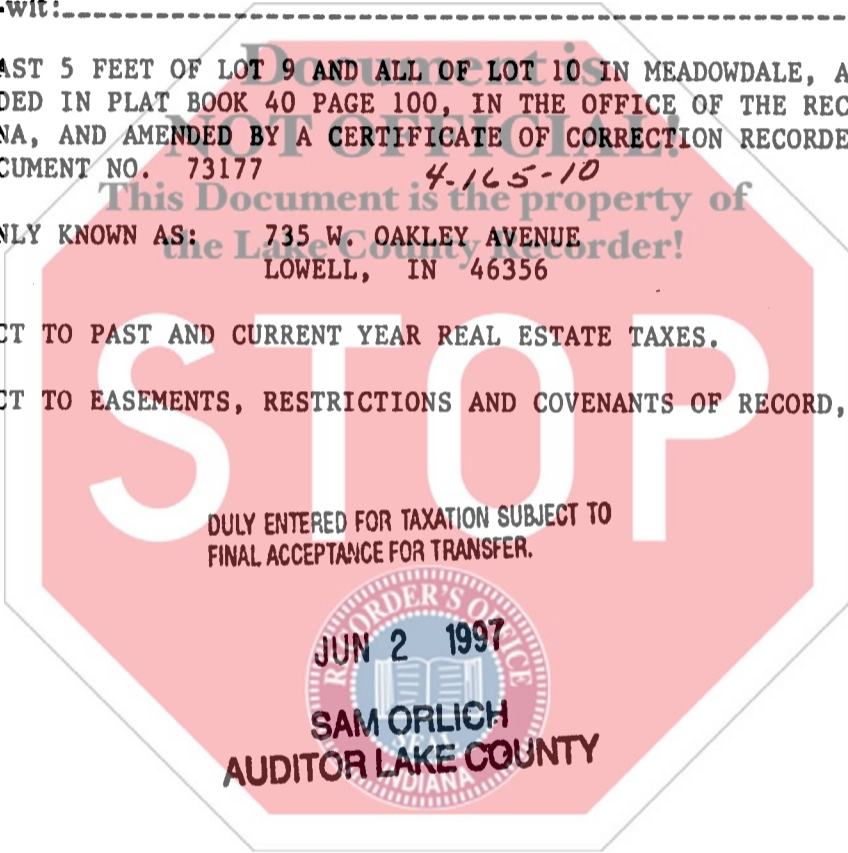 -wit:
AST 5 FEET OF LOT 9 AND ALL OF LOT 10 IN MEADOWDALE, A
DED IN PLAT BOOK 40 PAGE 100, IN THE OFFICE OF THE REC
NA, AND AMENDED BY A CERTIFICATE OF CORRECTION RECORDE
CUMENT NO. 73177 4-165-10
Document is
NOT OFFICIAL!
This Document is the property of
the Lake County Recorder!
NLY KNOWN AS: 735 W. OAKLEY AVENUE
LOWELL, IN 46356
CT TO PAST AND CURRENT YEAR REAL ESTATE TAXES.
CT TO EASEMENTS, RESTRICTIONS AND COVENANTS OF RECORD,
STOP
DULY ENTERED FOR TAXATION SUBJECT TO
FINAL ACCEPTANCE FOR TRANSFER.
RECORDER'S OFFICE
JUN 2 1997
SAM ORLICH
AUDITOR LAKE COUNTY
INDIANA